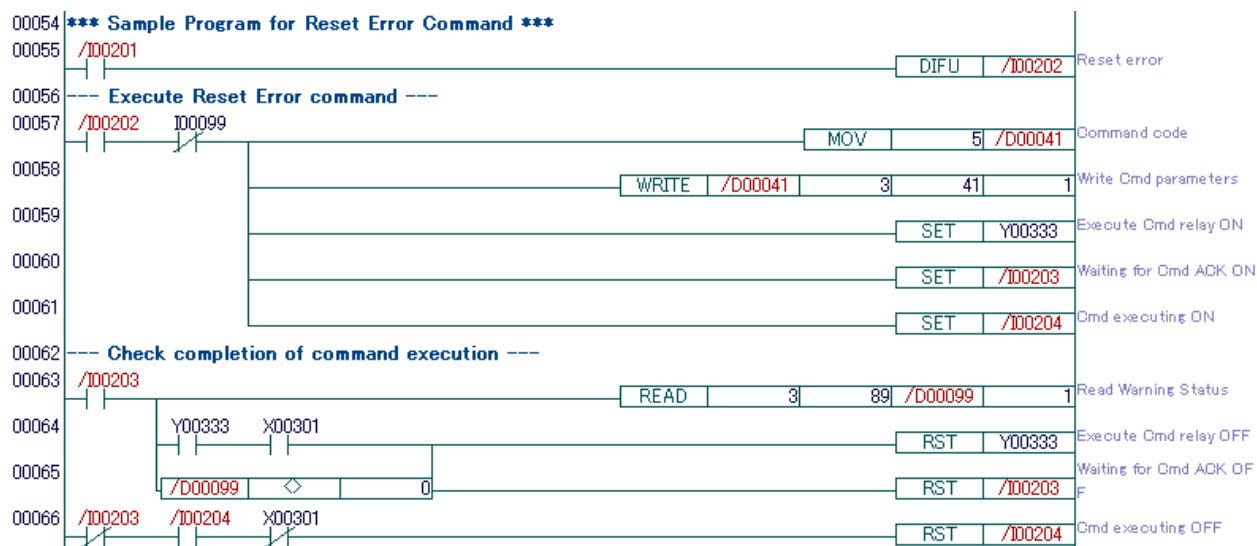 00054 *** Sample Program for Reset Error Command ***
00055 /I00201 DIFU /I00202 Reset error
00056 --- Execute Reset Error command ---
00057 /I00202 I00099 MOV 5 /D00041 Command code
00058 WRITE /D00041 3 41 1 Write Cmd parameters
00059 SET Y00333 Execute Cmd relay ON
00060 SET /I00203 Waiting for Cmd ACK ON
00061 SET /I00204 Cmd executing ON
00062 --- Check completion of command execution ---
00063 /I00203 READ 3 89 /D00099 1 Read Warning Status
00064 Y00333 X00301 RST Y00333 Execute Cmd relay OFF
00065 /D00099 <> 0 RST /I00203 Waiting for Cmd ACK OF
F
00066 /I00203 /I00204 X00301 RST /I00204 Cmd executing OFF